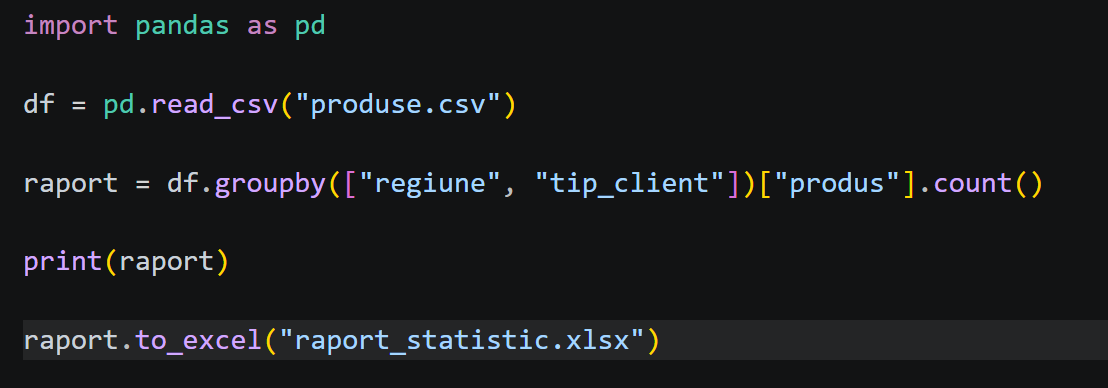 import pandas as pd
df = pd.read_csv("produse.csv")
raport = df.groupby(["regiune", "tip_client"])["produs"].count()
print(raport)
raport.to_excel("raport_statistic.xlsx")